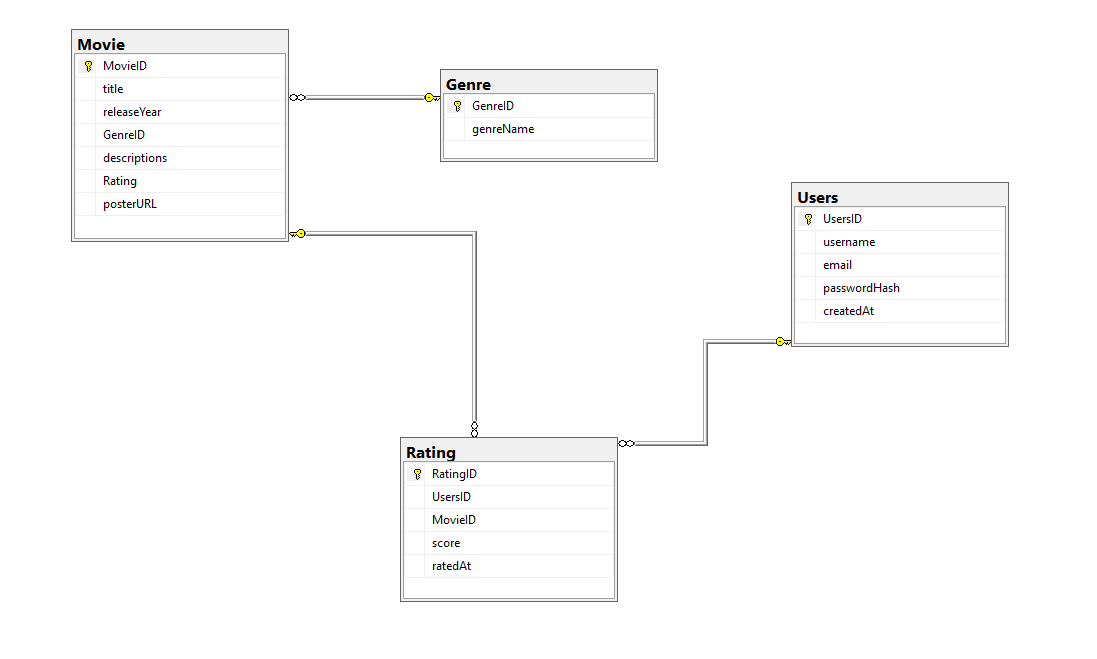 Movie
MovieID
title
releaseYear
GenreID
descriptions
Rating
posterURL
Genre
GenreID
genreName
Users
UsersID
username
email
passwordHash
createdAt
Rating
RatingID
UsersID
MovieID
score
ratedAt